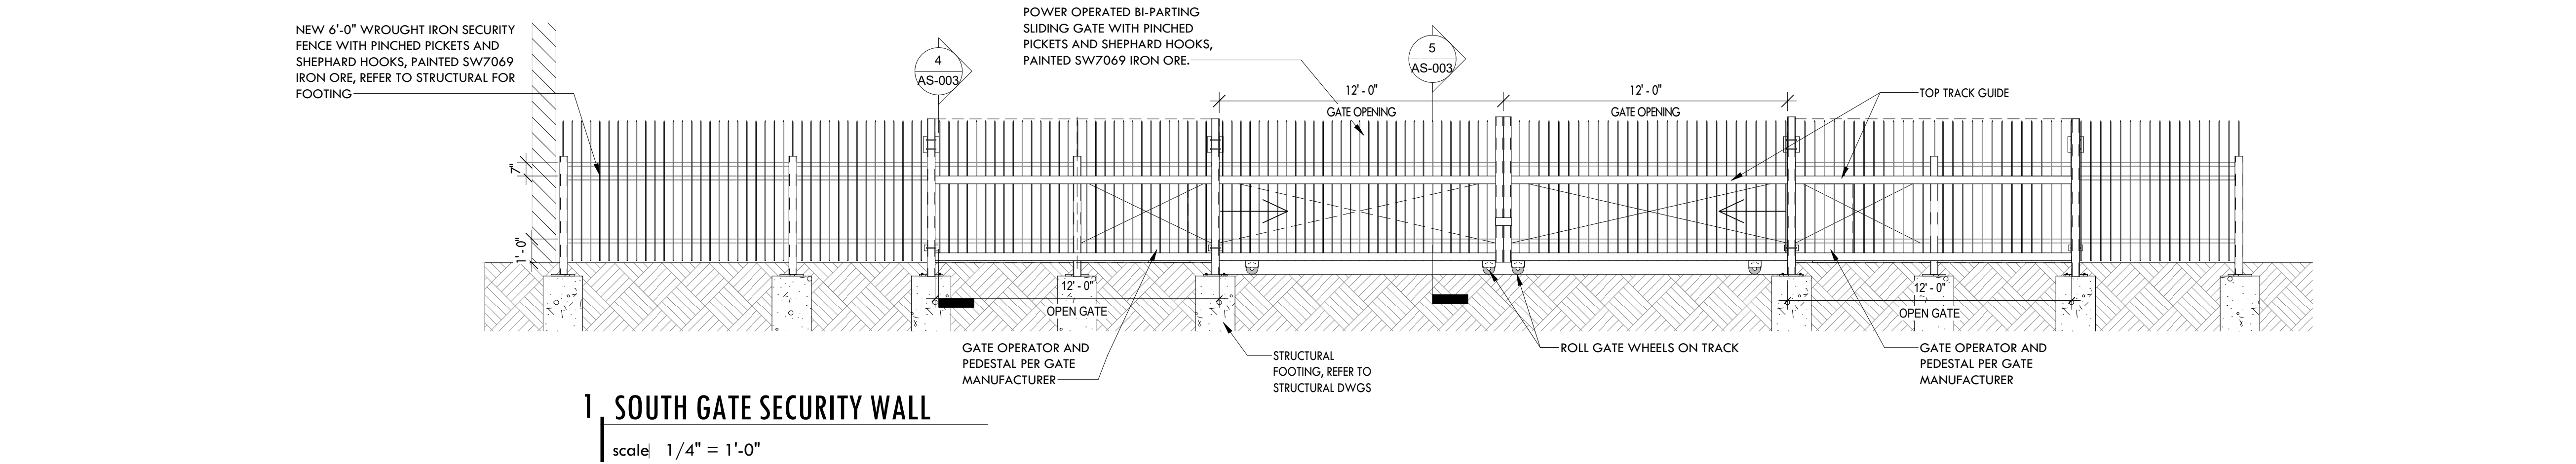 NEW 6'-0" WROUGHT IRON SECURITY
FENCE WITH PINCHED PICKETS AND
SHEPHARD HOOKS, PAINTED SW7069
IRON ORE, REFER TO STRUCTURAL FOR
FOOTING
POWER OPERATED BI-PARTING
SLIDING GATE WITH PINCHED
PICKETS AND SHEPHARD HOOKS,
PAINTED SW7069 IRON ORE.
4
AS-003
5
AS-003
12' - 0"
GATE OPENING
12' - 0"
GATE OPENING
TOP TRACK GUIDE
7"
1' - 0"
12' - 0"
OPEN GATE
12' - 0"
OPEN GATE
GATE OPERATOR AND
PEDESTAL PER GATE
MANUFACTURER
STRUCTURAL
FOOTING, REFER TO
STRUCTURAL DWGS
ROLL GATE WHEELS ON TRACK
GATE OPERATOR AND
PEDESTAL PER GATE
MANUFACTURER
1 SOUTH GATE SECURITY WALL
scale 1/4" = 1'-0"